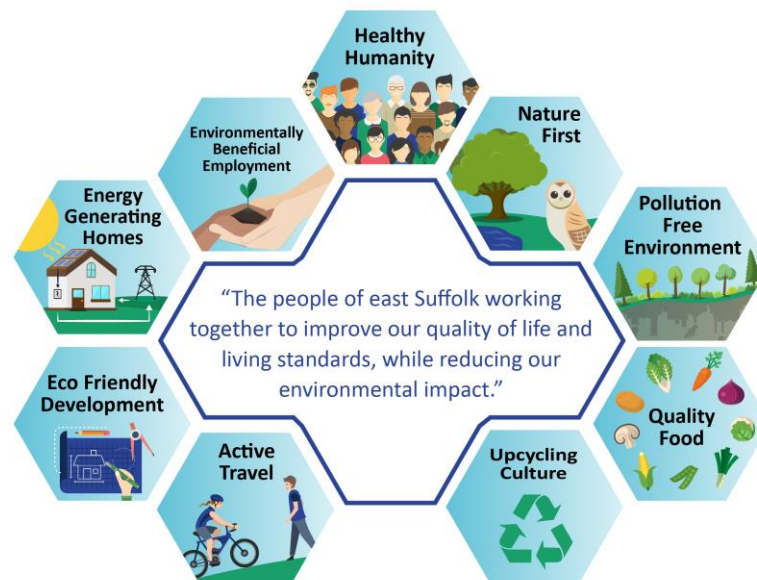 Healthy
Humanity
Nature
First
Pollution
Free
Environment
Quality
Food
Upcycling
Culture
Active
Travel
Eco Friendly
Development
Energy
Generating
Homes
Environmentally
Beneficial
Employment
“The people of east Suffolk working
together to improve our quality of life and
living standards, while reducing our
environmental impact.”